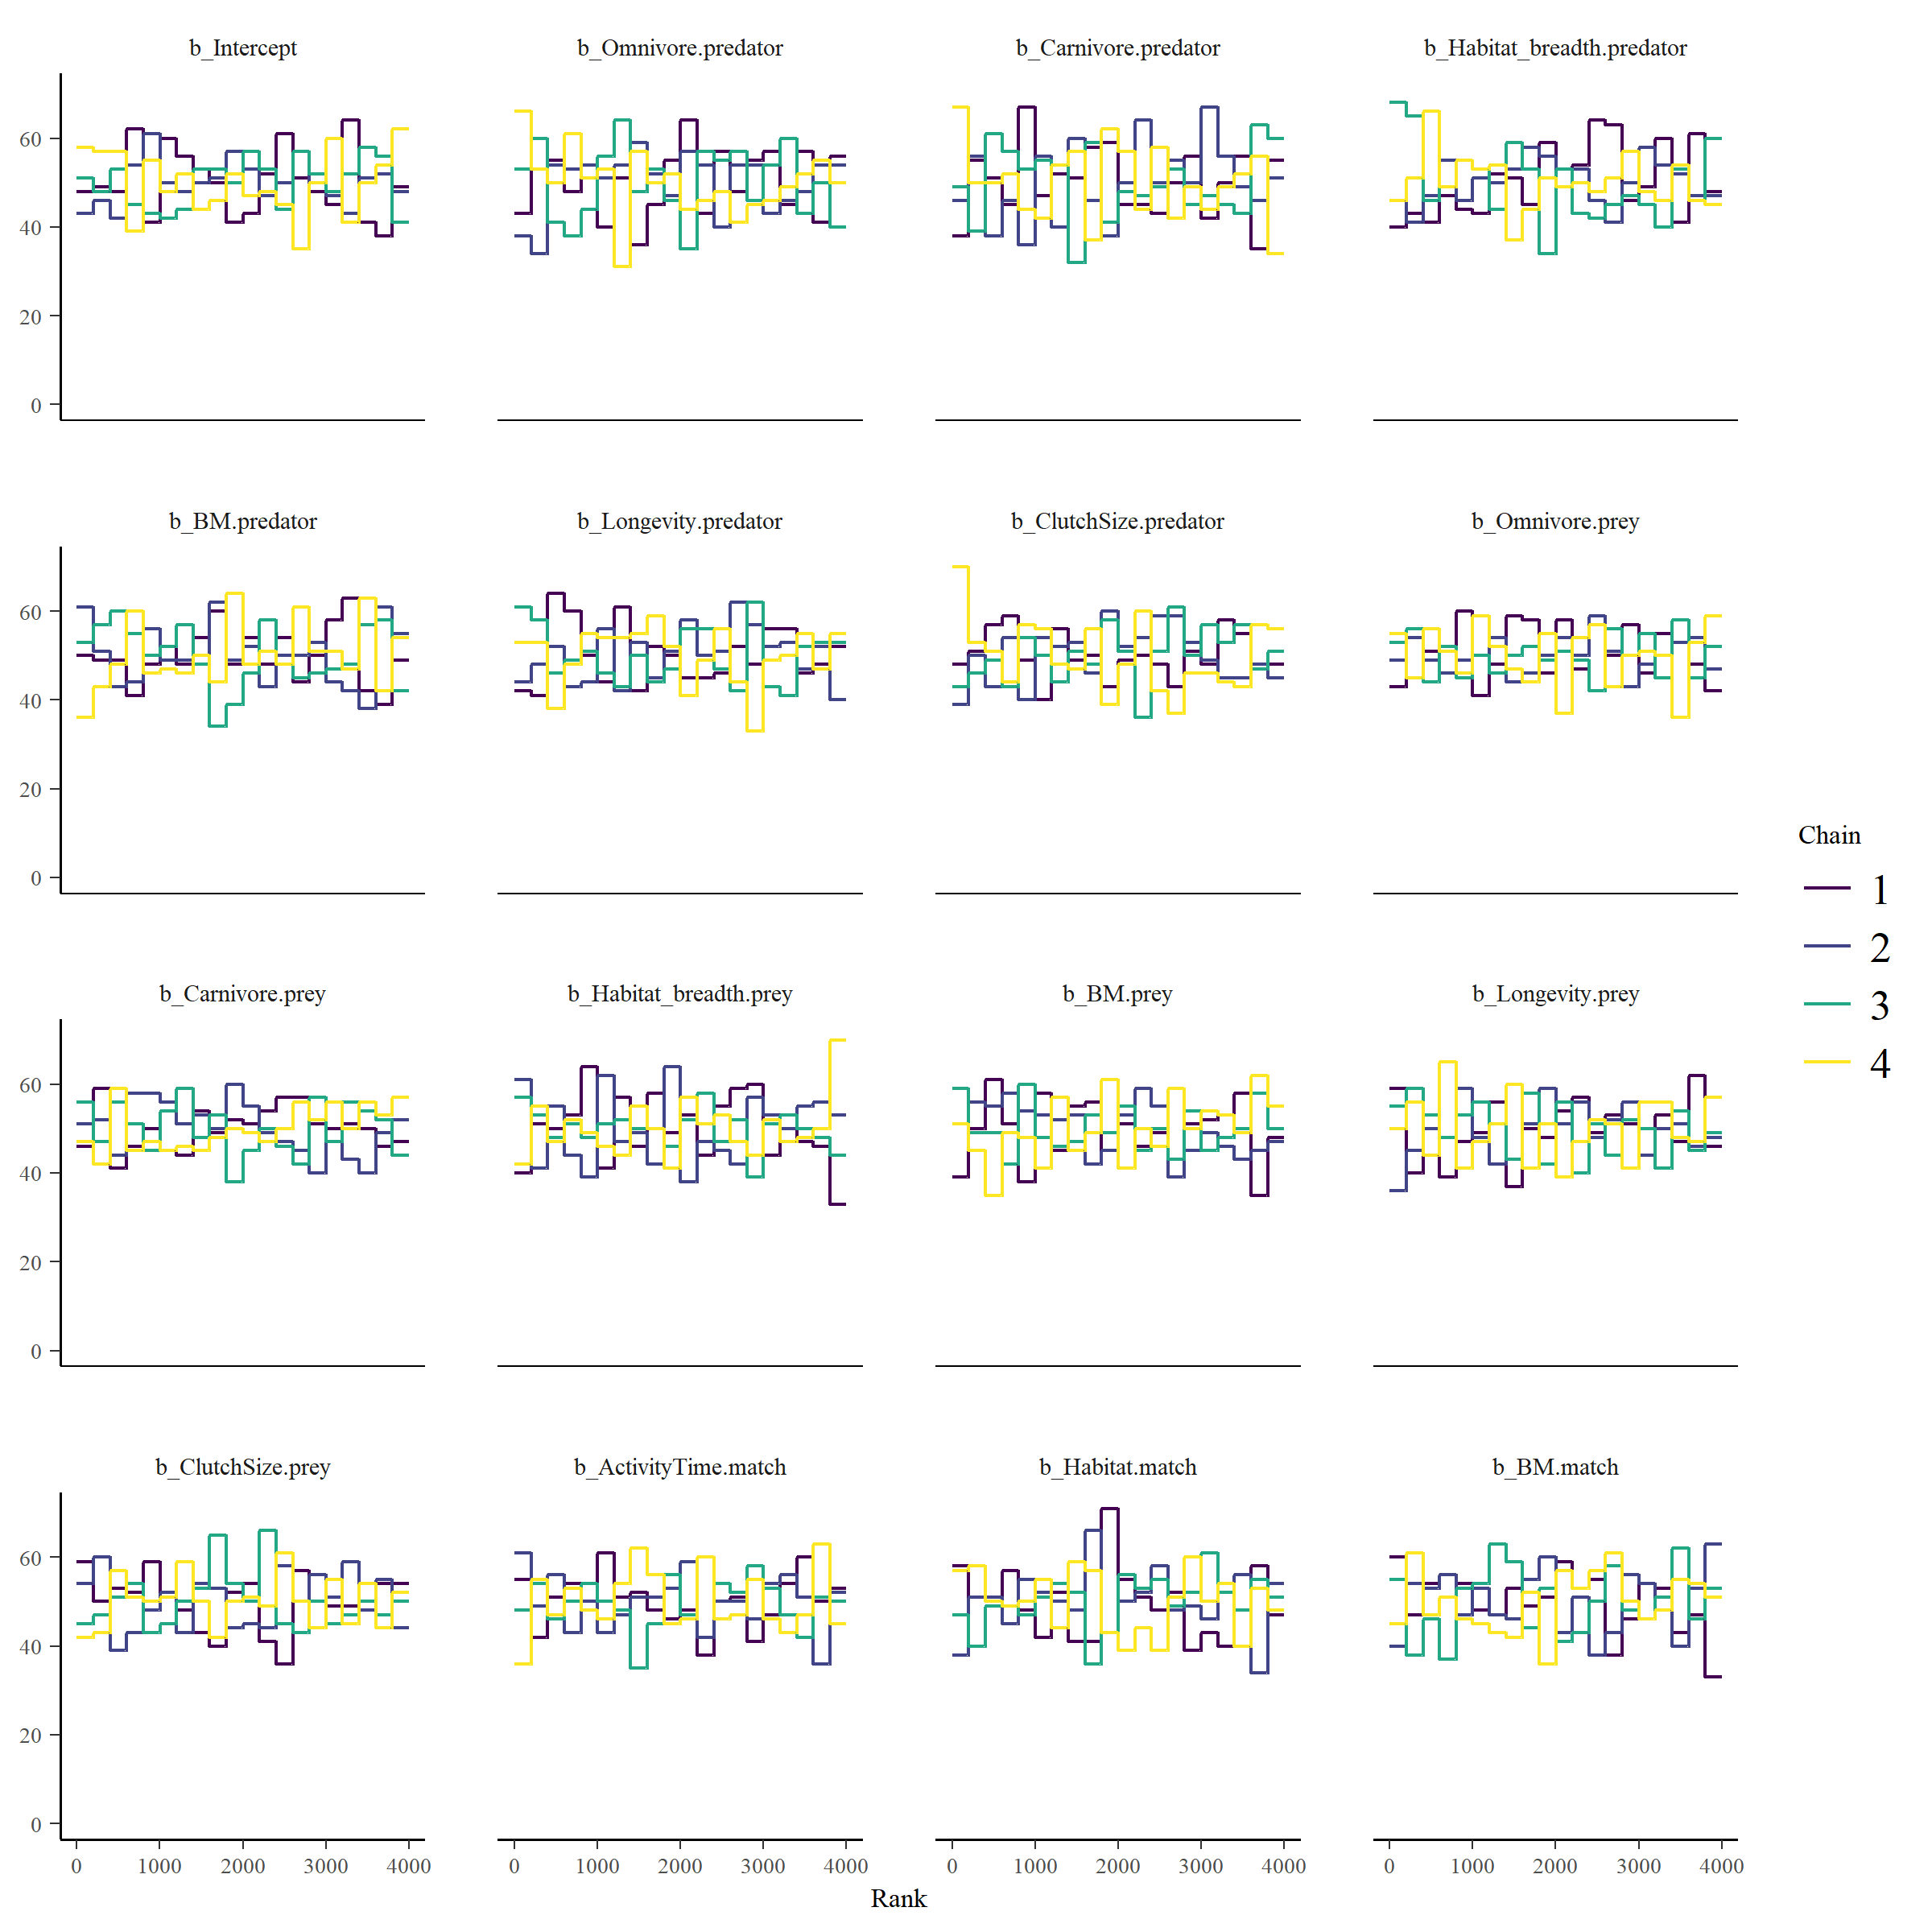 b_Intercept b_Omnivore.predator b_Carnivore.predator b_Habitat_breadth.predator
60
40
20
0
b_BM.predator b_Longevity.predator b_ClutchSize.predator b_Omnivore.prey
60
40
20
0
Chain
1
2
3
4
b_Carnivore.prey b_Habitat_breadth.prey b_BM.prey b_Longevity.prey
60
40
20
0
b_ClutchSize.prey b_ActivityTime.match b_Habitat.match b_BM.match
60
40
20
0
0 1000 2000 3000 4000 0 1000 2000 3000 4000 0 1000 2000 3000 4000 0 1000 2000 3000 4000
Rank